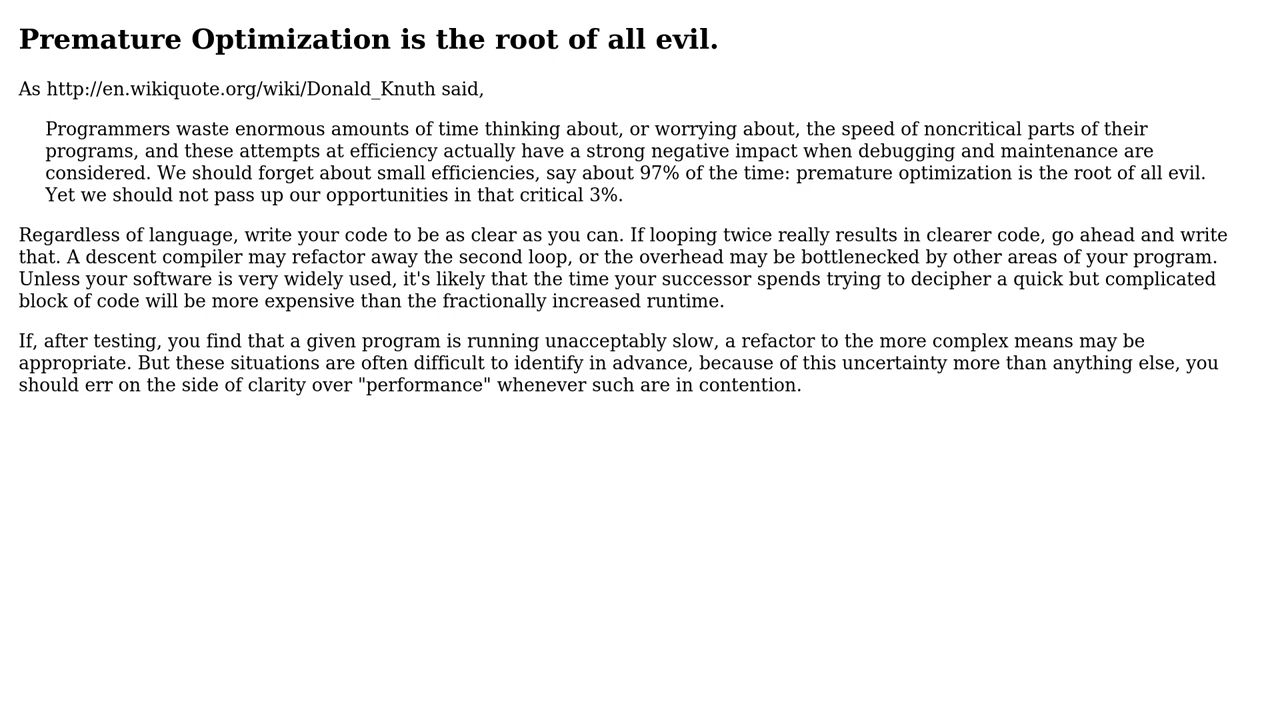 Premature Optimization is the root of all evil.
As http://en.wikiquote.org/wiki/Donald_Knuth said,
Programmers waste enormous amounts of time thinking about, or worrying about, the speed of noncritical parts of their
programs, and these attempts at efficiency actually have a strong negative impact when debugging and maintenance are
considered. We should forget about small efficiencies, say about 97% of the time: premature optimization is the root of all evil.
Yet we should not pass up our opportunities in that critical 3%.
Regardless of language, write your code to be as clear as you can. If looping twice really results in clearer code, go ahead and write
that. A descent compiler may refactor away the second loop, or the overhead may be bottlenecked by other areas of your program.
Unless your software is very widely used, it's likely that the time your successor spends trying to decipher a quick but complicated
block of code will be more expensive than the fractionally increased runtime.
If, after testing, you find that a given program is running unacceptably slow, a refactor to the more complex means may be
appropriate. But these situations are often difficult to identify in advance, because of this uncertainty more than anything else, you
should err on the side of clarity over "performance" whenever such are in contention.